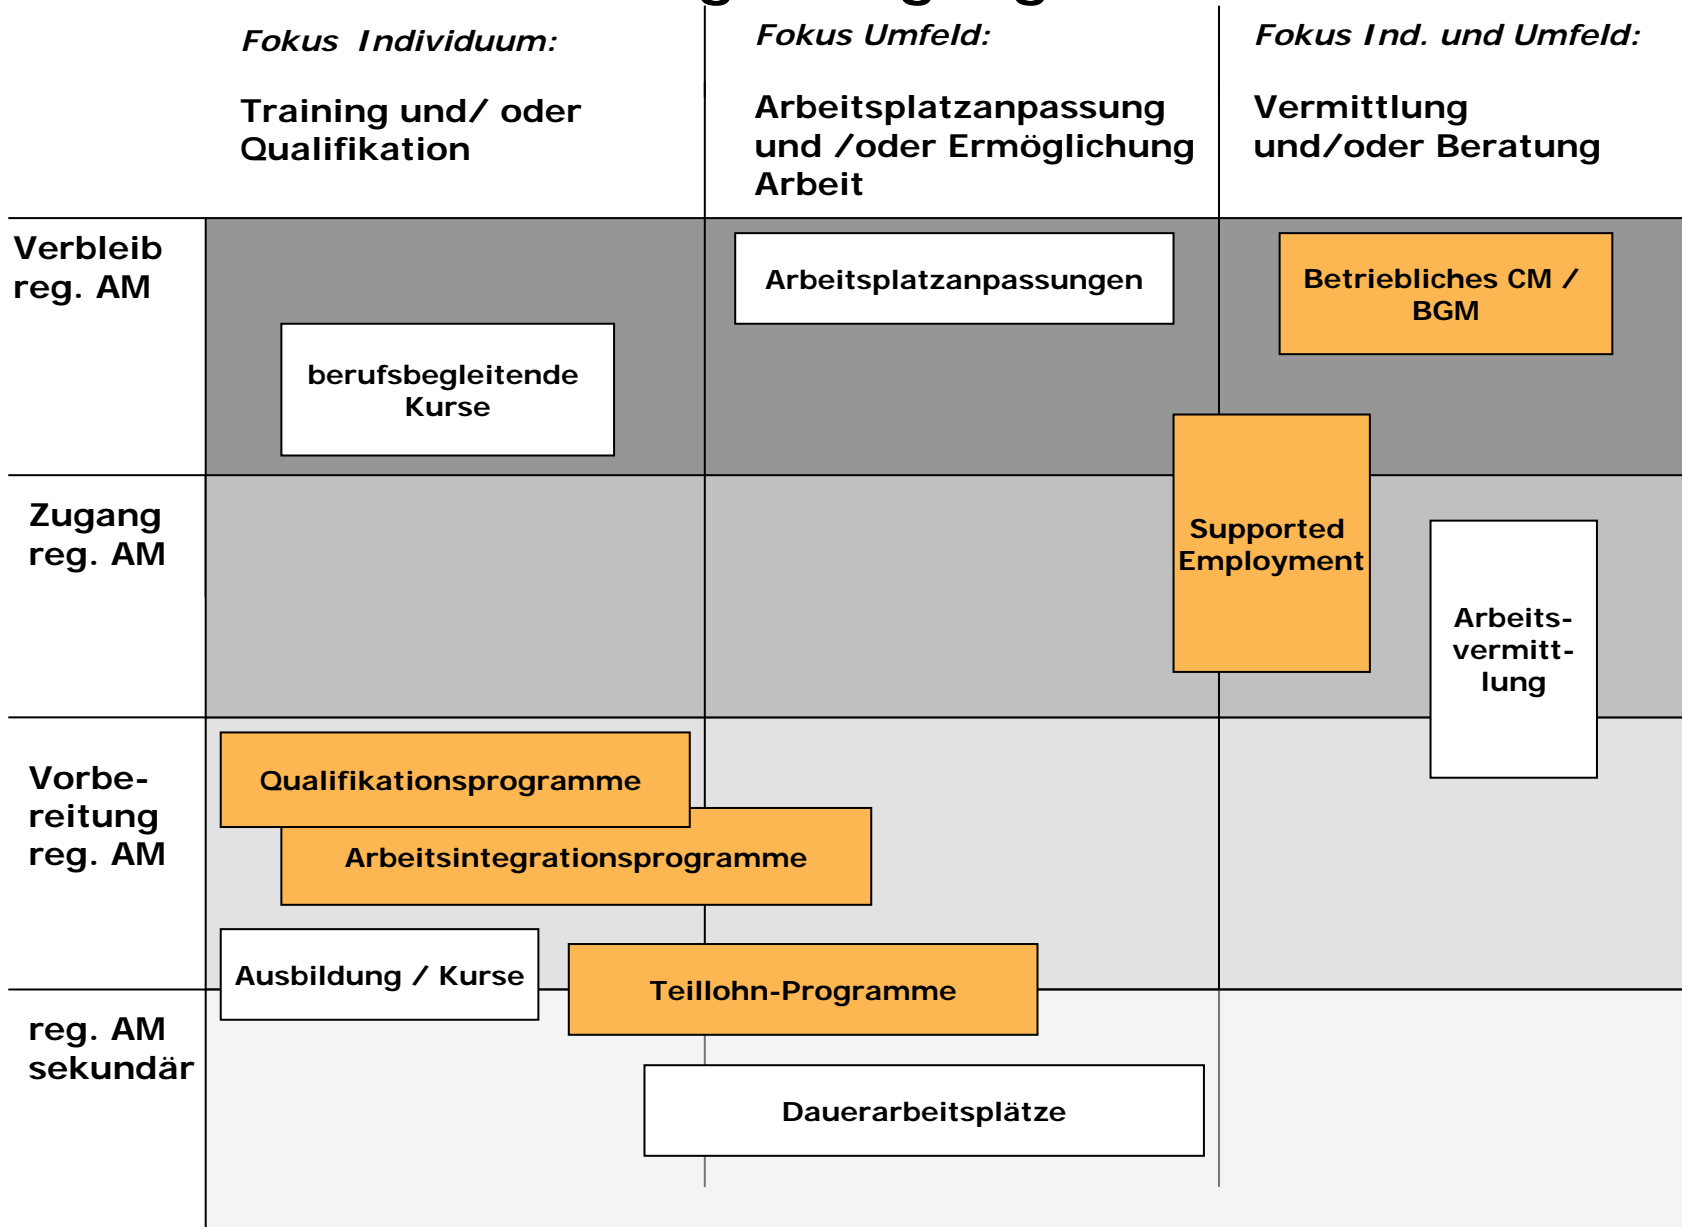 Fokus Individuum:
Training und/ oder
Qualifikation
Fokus Umfeld:
Arbeitsplatzanpassung
und /oder Ermöglichung
Arbeit
Fokus Ind. und Umfeld:
Vermittlung
und/oder Beratung
Verbleib
reg. AM
Arbeitsplatzanpassungen
Betriebliches CM /
BGM
berufsbegleitende
Kurse
Zugang
reg. AM
Supported
Employment
Arbeits-
vermitt-
lung
Vorbe-
reitung
reg. AM
Qualifikationsprogramme
Arbeitsintegrationsprogramme
Ausbildung / Kurse
Teillohn-Programme
reg. AM
sekundär
Dauerarbeitsplätze